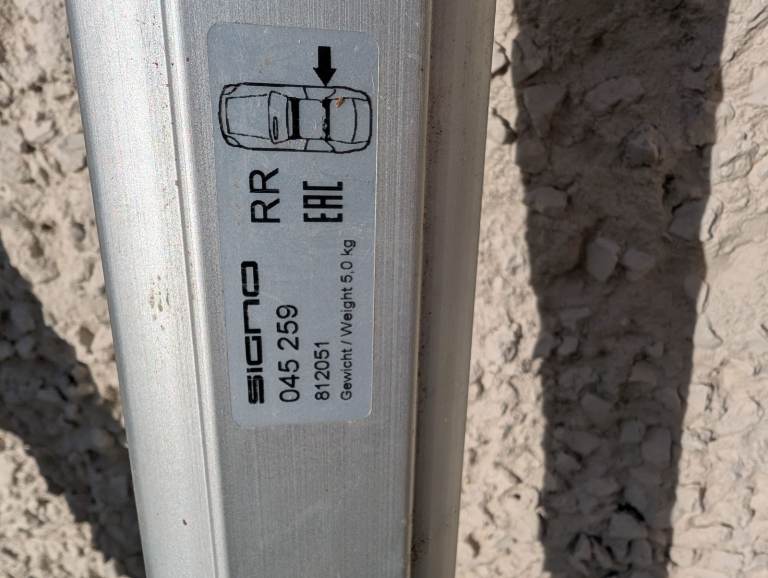 RR
EAC
SIGNO
045 259
812051
Gewicht / Weight 5,0 kg